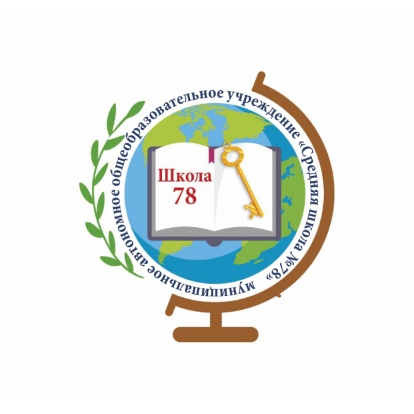 муниципальное автономное общеобразовательное учреждение «Средняя школа №78»
Школа
78